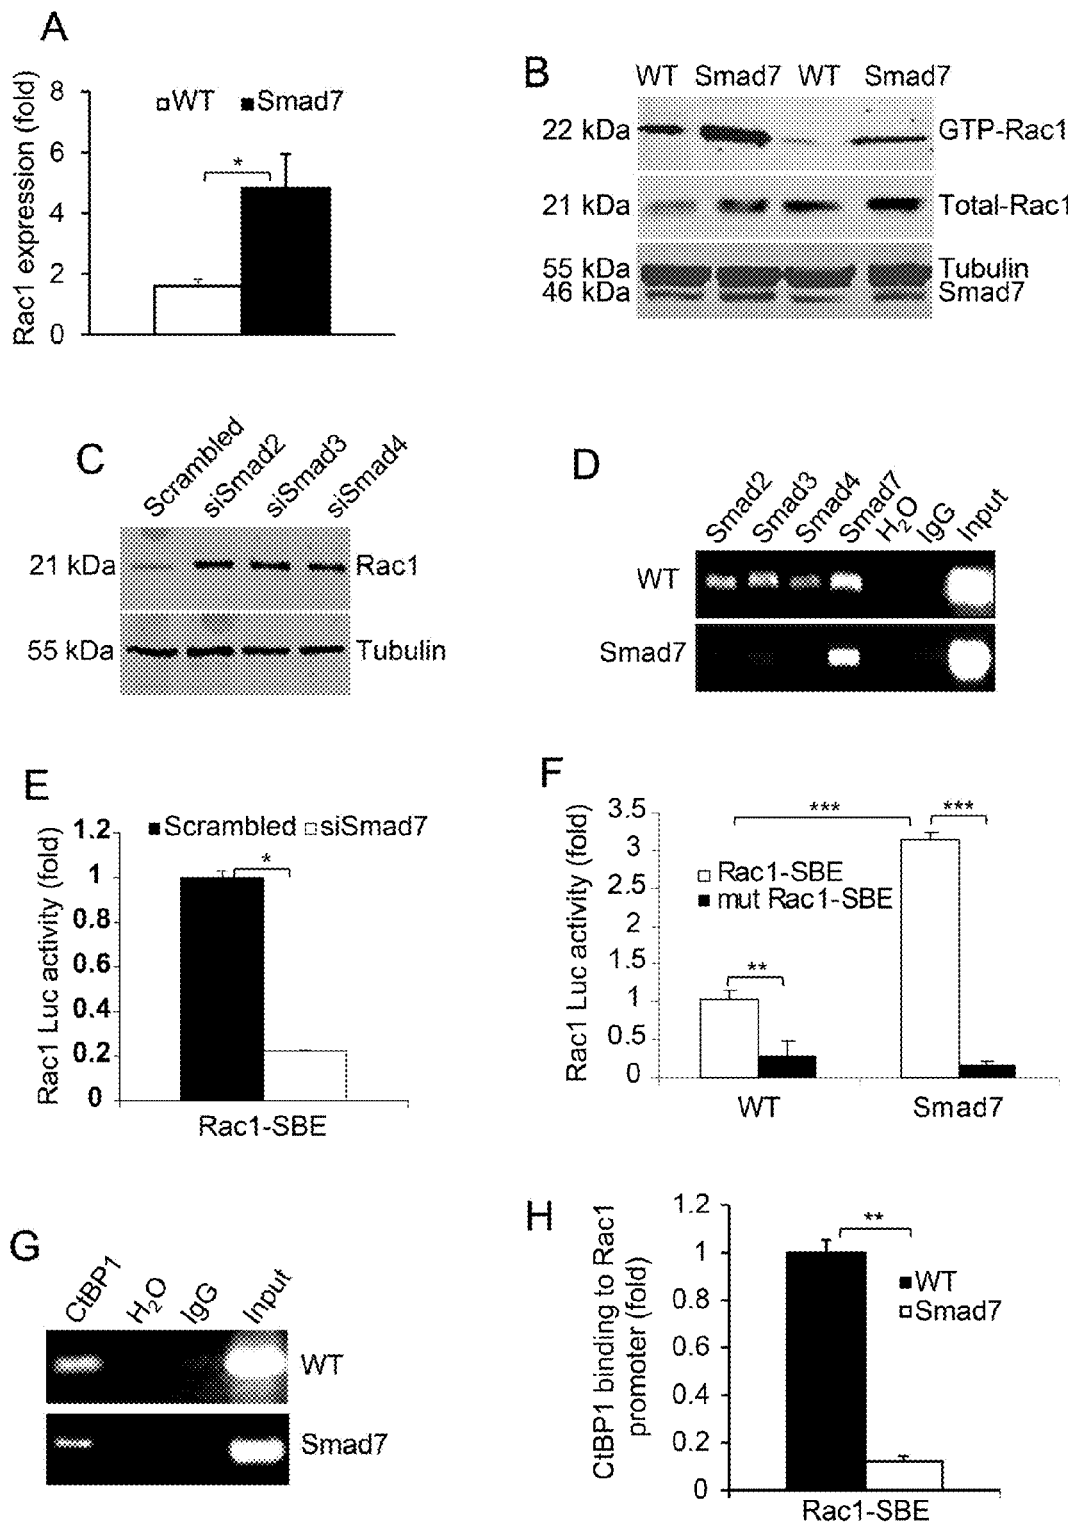 A
Rac1 expression (fold)
8
6
4
2
0
WT
Smad7
*
B
WT Smad7 WT Smad7
22 kDa
GTP-Rac1
21 kDa
Total-Rac1
55 kDa
Tubulin
46 kDa
Smad7
C
Scrambled
siSmad2
siSmad3
siSmad4
21 kDa
Rac1
55 kDa
Tubulin
D
Smad2
Smad3
Smad4
Smad7
H2O
IgG
Input
WT
Smad7
E
Rac1 Luc activity (fold)
1.2
1
0.8
0.6
0.4
0.2
0
Scrambled
siSmad7
*
Rac1-SBE
F
Rac1 Luc activity (fold)
3.5
3
2.5
2
1.5
1
0.5
0
***
***
Rac1-SBE
mut Rac1-SBE
**
WT
Smad7
G
CtBP1
H2O
IgG
Input
WT
Smad7
H
CtBP1 binding to Rac1
promoter (fold)
1.2
1
0.8
0.6
0.4
0.2
0
**
WT
Smad7
Rac1-SBE